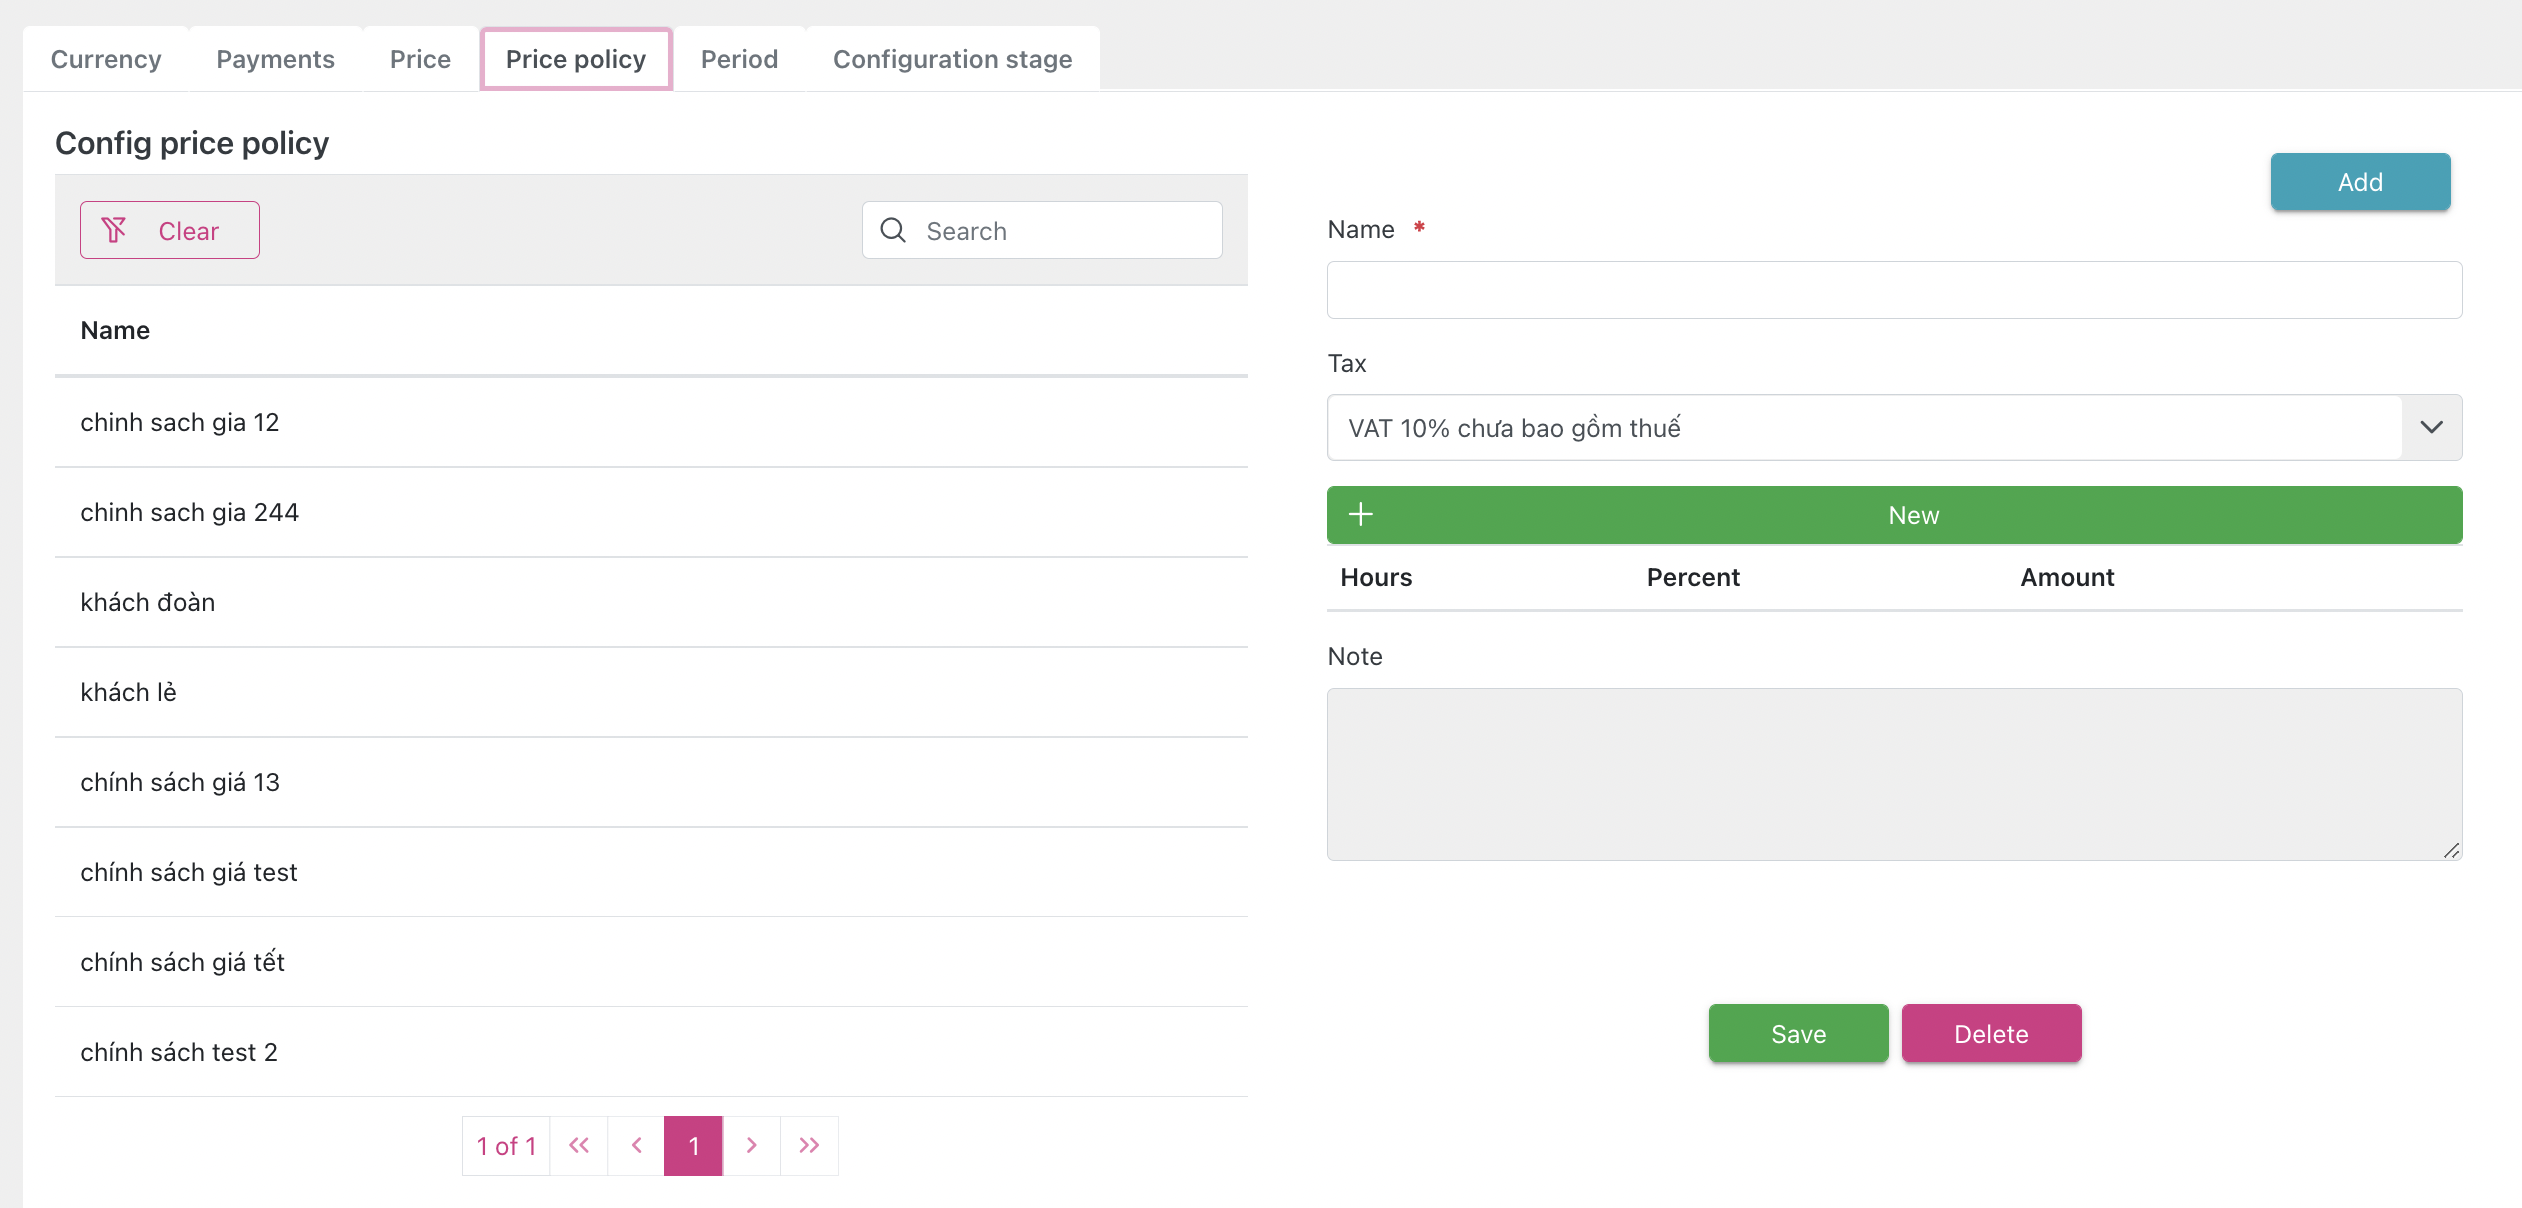 Currency Payments Price Price policy Period Configuration stage
Config price policy
Clear
Search
Name
chinh sach gia 12
chinh sach gia 244
khách đoàn
khách lẻ
chính sách giá 13
chính sách giá test
chính sách giá tết
chính sách test 2
1 of 1 1
Add
Name *
Tax
VAT 10% chưa bao gồm thuế
New
Hours Percent Amount
Note
Save Delete